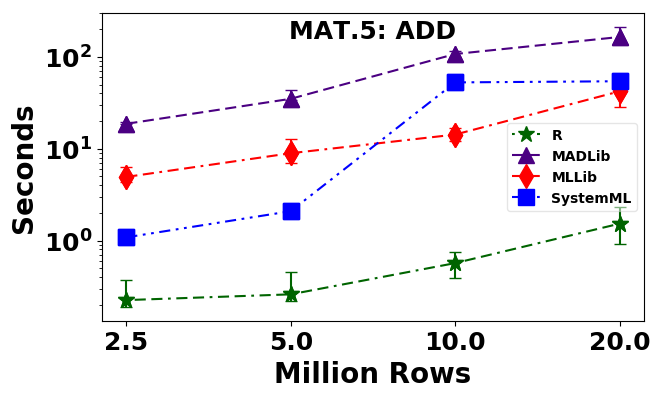 MAT.5: ADD
Seconds
10²
10¹
10⁰
R
MADLib
MLLib
SystemML
2.5 5.0 10.0 20.0
Million Rows